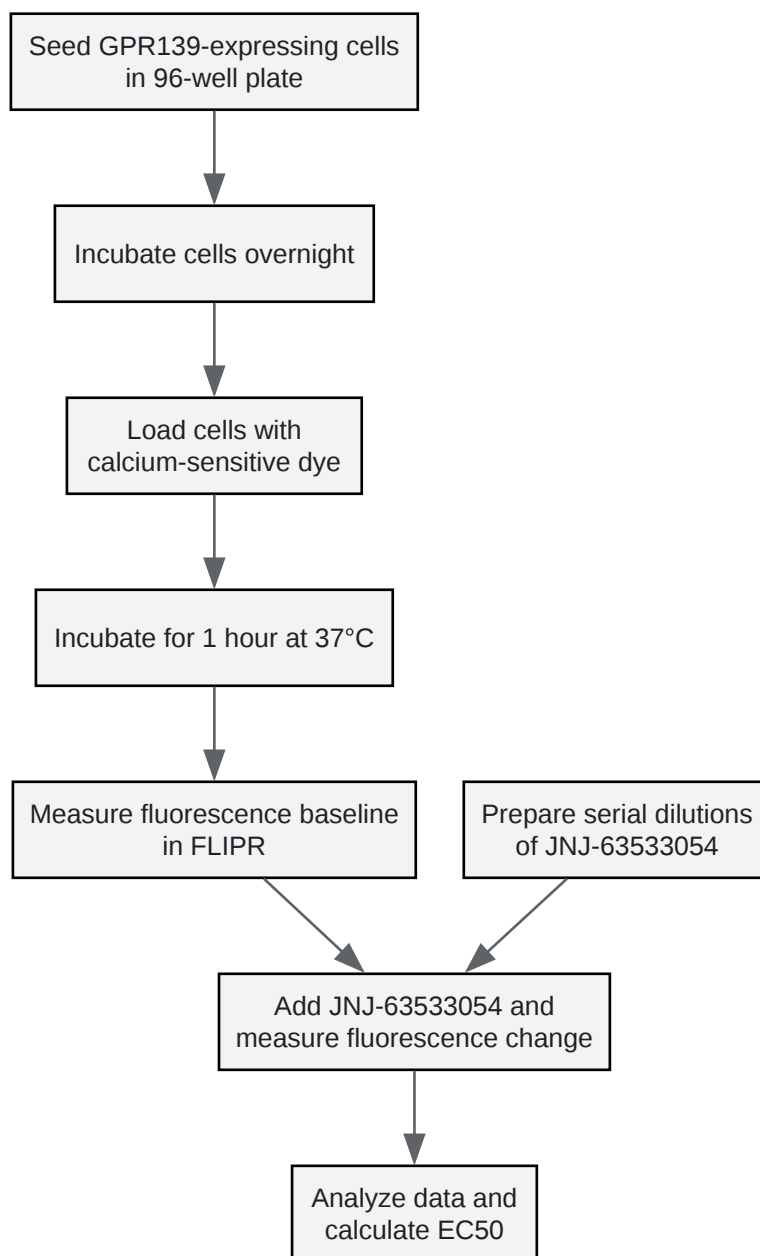 Seed GPR139-expressing cells
in 96-well plate
Incubate cells overnight
Load cells with
calcium-sensitive dye
Incubate for 1 hour at 37°C
Measure fluorescence baseline
in FLIPR
Prepare serial dilutions
of JNJ-63533054
Add JNJ-63533054 and
measure fluorescence change
Analyze data and
calculate EC50